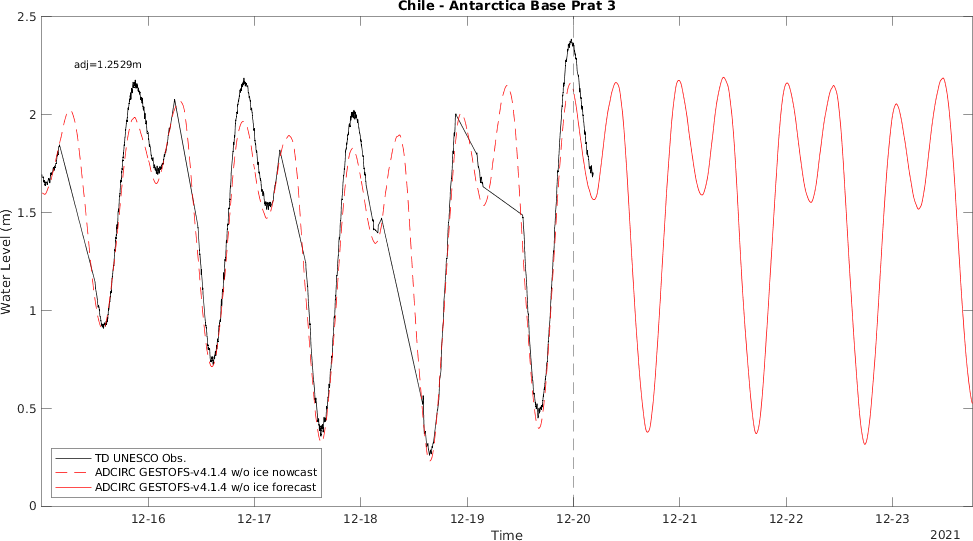 Chile - Antarctica Base Prat 3
2.5
adj=1.2529m
2
1.5
Water Level (m)
1
0.5
TD UNESCO Obs.
ADCIRC GESTOFS-v4.1.4 w/o ice nowcast
ADCIRC GESTOFS-v4.1.4 w/o ice forecast
0
12-16 12-17 12-18 12-19 12-20 12-21 12-22 12-23
Time
2021